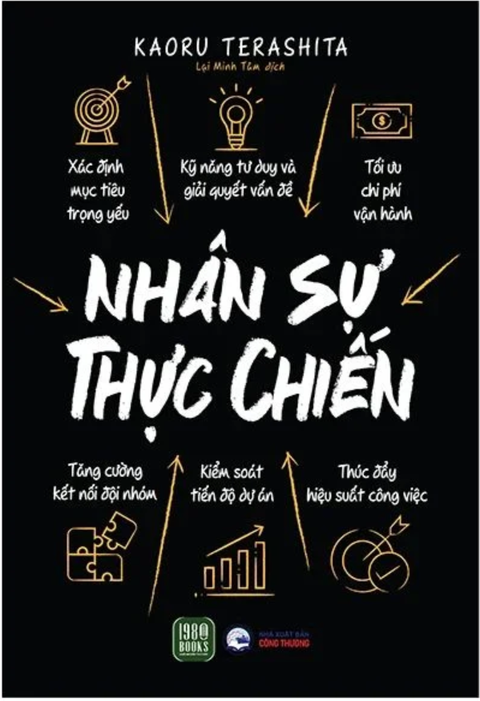 KAORU TERASHITA
Lại Minh Tâm dịch
Xác định
mục tiêu
trọng yếu
Kỹ năng tư duy và
giải quyết vấn đề
Tối ưu
chi phí
vận hành
NHÂN SỰ
THỰC CHIẾN
Tăng cường
kết nối đội nhóm
Kiểm soát
tiến độ dự án
Thúc đẩy
hiệu suất công việc
1980
BOOKS
NHÀ XUẤT BẢN
CÔNG THƯƠNG